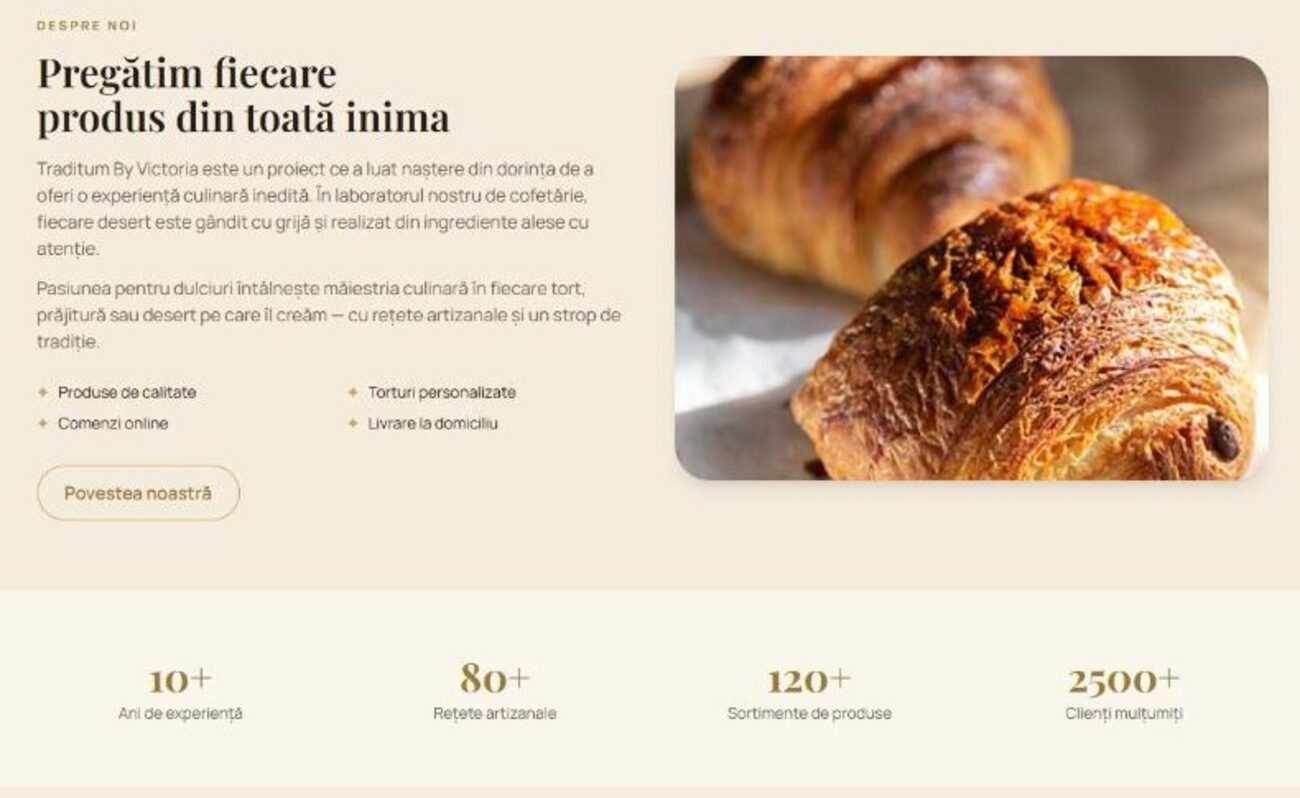 DESPRE NOI
Pregătim fiecare
produs din toată inima
Traditum By Victoria este un proiect ce a luat naștere din dorința de a
oferi o experiență culinară inedită. În laboratorul nostru de cofetărie,
fiecare desert este gândit cu grijă și realizat din ingrediente alese cu
atenție.
Pasiunea pentru dulciuri întâlnește măiestria culinară în fiecare tort,
prăjitură sau desert pe care îl creăm — cu rețete artizanale și un strop de
tradiție.
✦ Produse de calitate
✦ Torturi personalizate
✦ Comenzi online
✦ Livrare la domiciliu
Povestea noastră
10+
Ani de experiență
80+
Rețete artizanale
120+
Sortimente de produse
2500+
Clienți mulțumiți